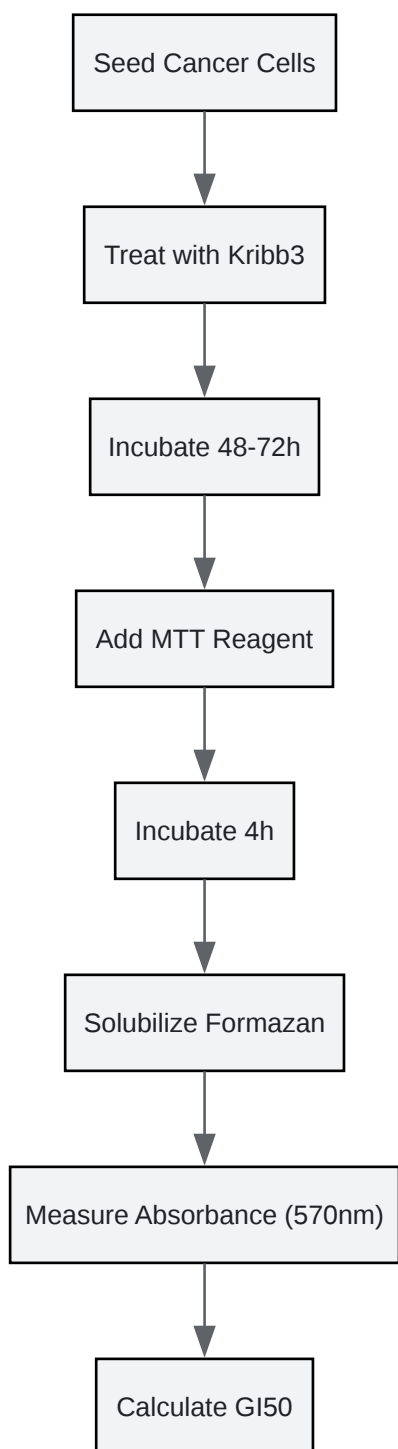 Seed Cancer Cells
Treat with Kribb3
Incubate 48-72h
Add MTT Reagent
Incubate 4h
Solubilize Formazan
Measure Absorbance (570nm)
Calculate GI50